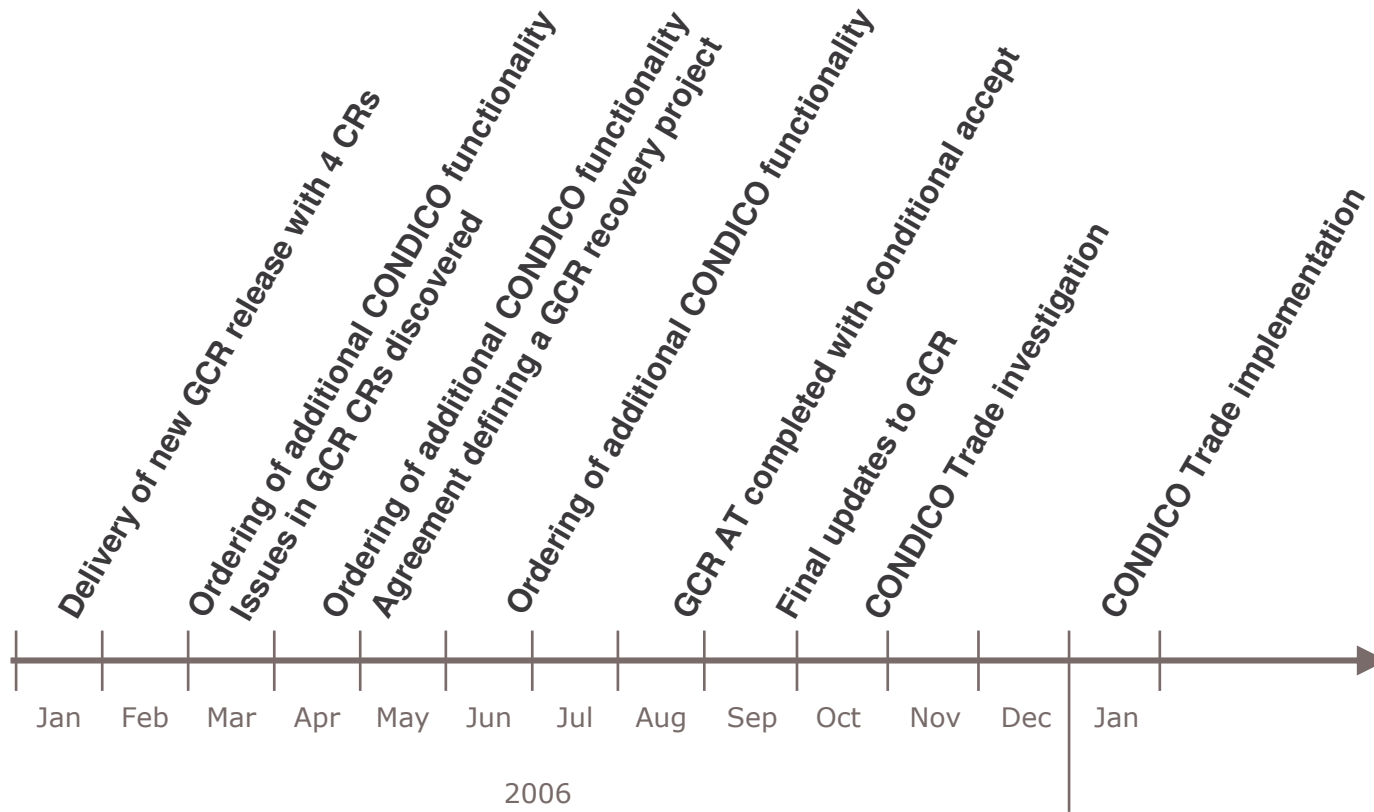 Delivery of new GCR release with 4 CRs
Ordering of additional CONDICO functionality
Issues in GCR CRs discovered
Ordering of additional CONDICO functionality
Agreement defining a GCR recovery project
Ordering of additional CONDICO functionality
GCR AT completed with conditional accept
Final updates to GCR
CONDICO Trade investigation
CONDICO Trade implementation
Jan Feb Mar Apr May Jun Jul Aug Sep Oct Nov Dec Jan
2006